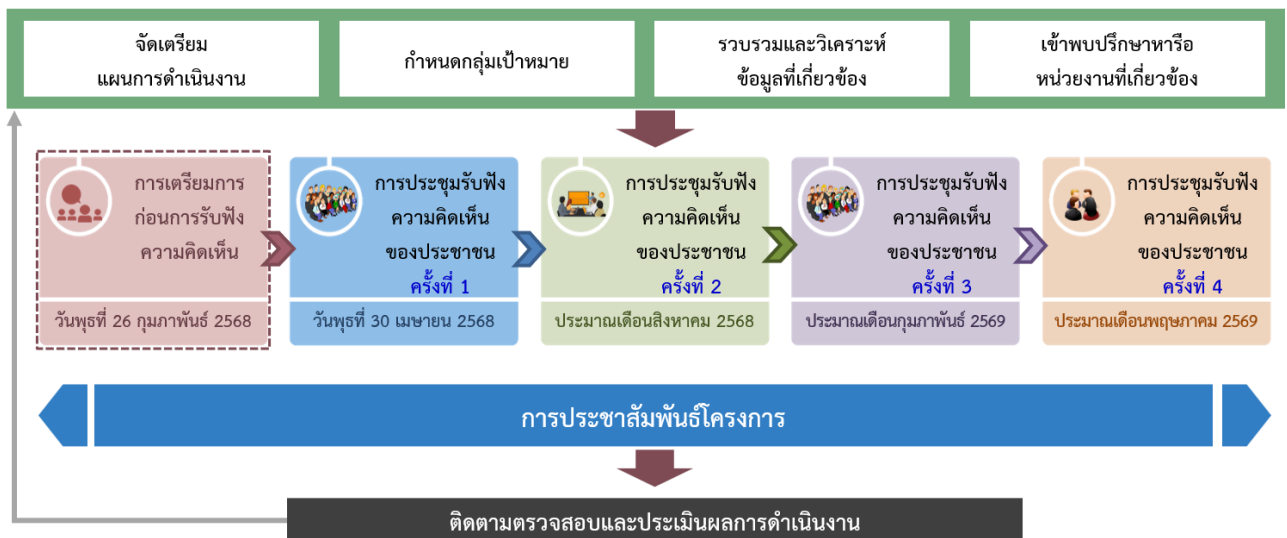 จัดเตรียม
แผนการดำเนินงาน
กำหนดกลุ่มเป้าหมาย
รวบรวมและวิเคราะห์
ข้อมูลที่เกี่ยวข้อง
เข้าพบปรึกษาหารือ
หน่วยงานที่เกี่ยวข้อง
การเตรียมการ
ก่อนการรับฟัง
ความคิดเห็น
วันพุธที่ 26 กุมภาพันธ์ 2568
การประชุมรับฟัง
ความคิดเห็น
ของประชาชน
ครั้งที่ 1
วันพุธที่ 30 เมษายน 2568
การประชุมรับฟัง
ความคิดเห็น
ของประชาชน
ครั้งที่ 2
ประมาณเดือนสิงหาคม 2568
การประชุมรับฟัง
ความคิดเห็น
ของประชาชน
ครั้งที่ 3
ประมาณเดือนกุมภาพันธ์ 2569
การประชุมรับฟัง
ความคิดเห็น
ของประชาชน
ครั้งที่ 4
ประมาณเดือนพฤษภาคม 2569
การประชาสัมพันธ์โครงการ
ติดตามตรวจสอบและประเมินผลการดำเนินงาน